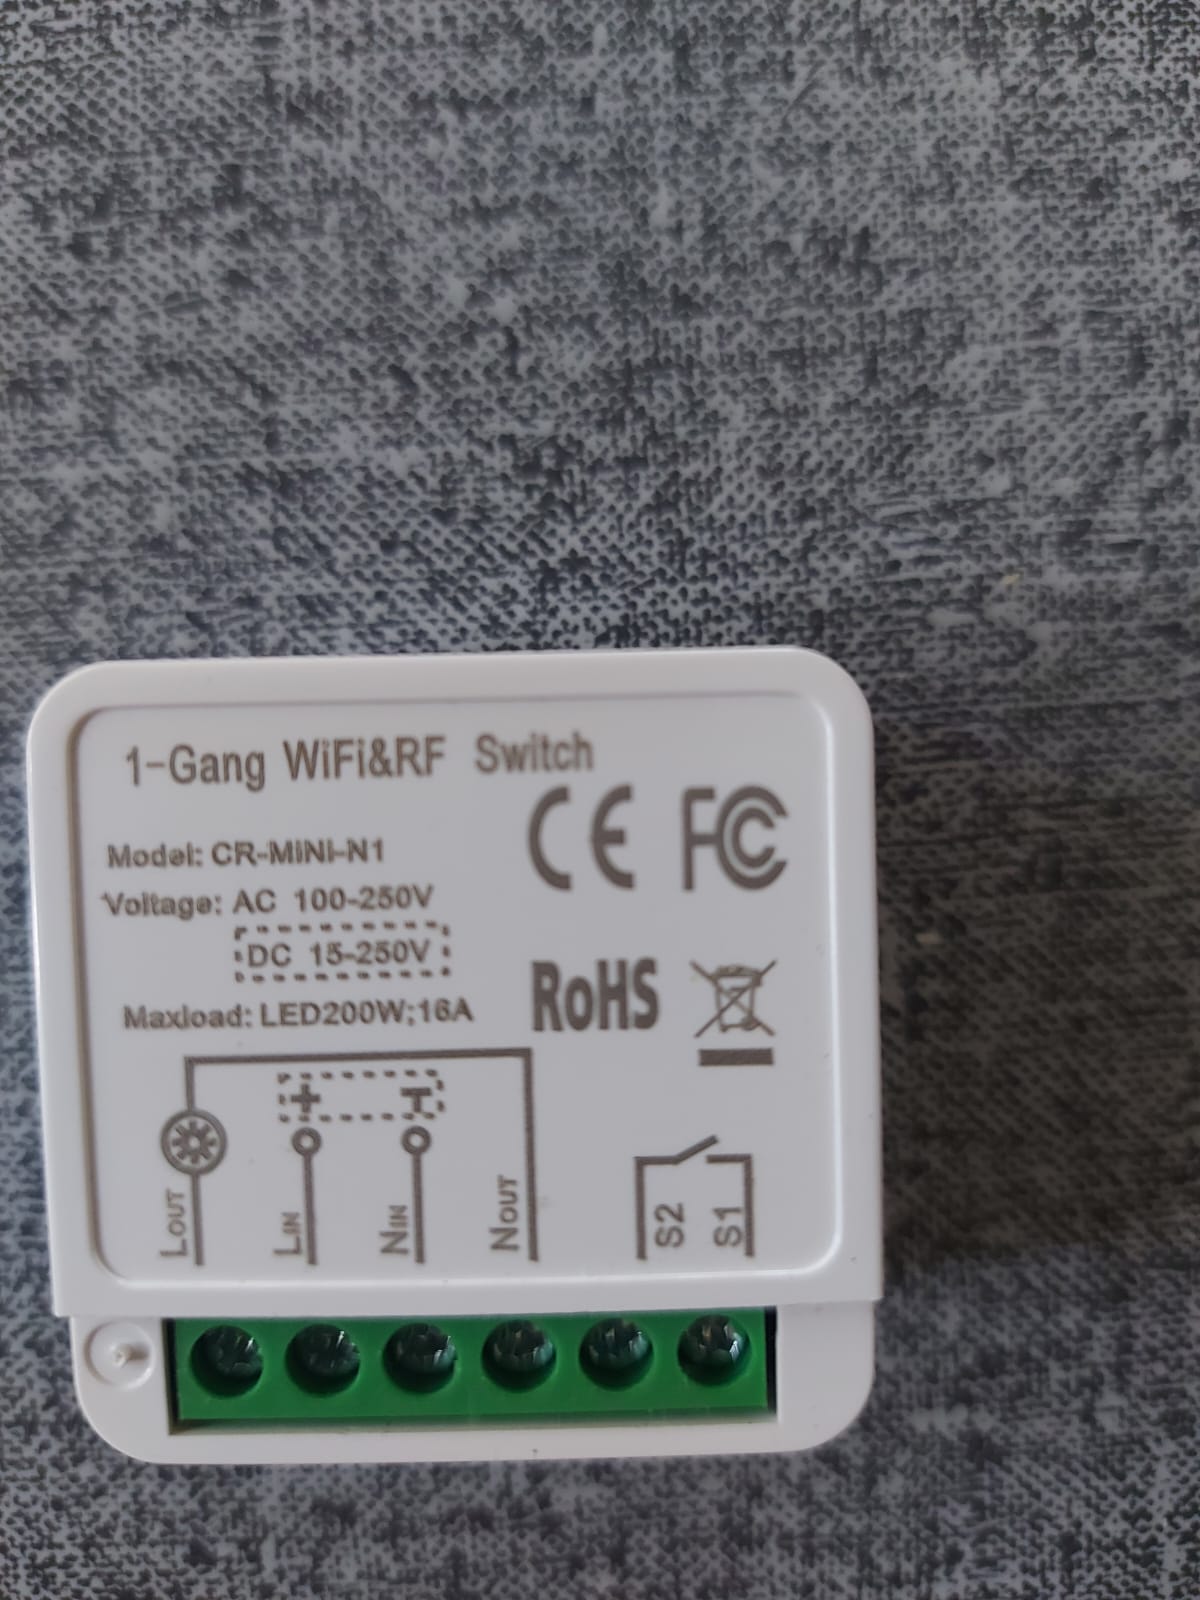 1-Gang WiFi&RF Switch
CE FC
Model: CR-MINI-N1
Voltage: AC 100-250V
DC 15-250V
RoHS
Maxload: LED200W;16A
+ -
LOUT LIN NIN NOUT S2 S1